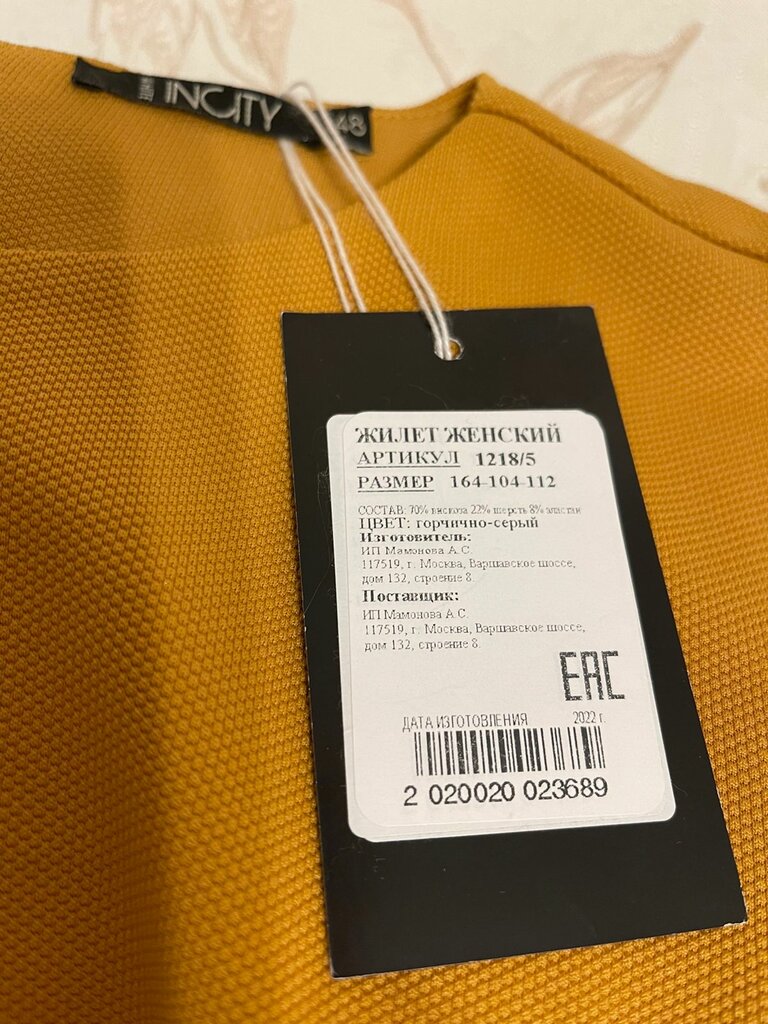 INCITY
48
ЖИЛЕТ ЖЕНСКИЙ
АРТИКУЛ 1218/5
РАЗМЕР 164-104-112
СОСТАВ: 70% вискоза 22% шерсть 8% эластан
ЦВЕТ: горчично-серый
Изготовитель:
ИП Мамонова А.С.
117519, г. Москва, Варшавское шоссе,
дом 132, строение 8.
Поставщик:
ИП Мамонова А.С.
117519, г. Москва, Варшавское шоссе,
дом 132, строение 8.
EAC
ДАТА ИЗГОТОВЛЕНИЯ 2022 г.
2 020020 023689